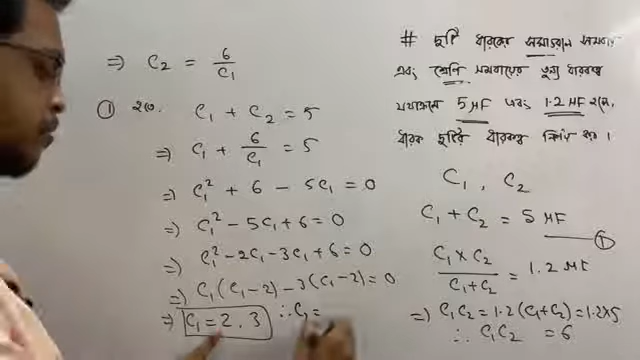 # দুটি ধারকের সমান্তরাল সমবায়
এবং শ্রেণি সমবায়ের তুল্য ধারকত্ব
যথাক্রমে 5 μF এবং 1.2 μF হলে,
ধারক দুটির ধারকত্ব নির্ণয় কর।
C₁, C₂
C₁ + C₂ = 5 μF ——①
(C₁ × C₂)/(C₁ + C₂) = 1.2 μF
⇒ C₁C₂ = 1.2(C₁ + C₂) = 1.2×5
∴ C₁C₂ = 6
⇒ C₂ = 6/C₁
① হতে, C₁ + C₂ = 5
⇒ C₁ + 6/C₁ = 5
⇒ C₁² + 6 - 5C₁ = 0
⇒ C₁² - 5C₁ + 6 = 0
⇒ C₁² - 2C₁ - 3C₁ + 6 = 0
⇒ C₁(C₁ - 2) - 3(C₁ - 2) = 0
⇒ C₁ = 2, 3 ∴ C₁ =